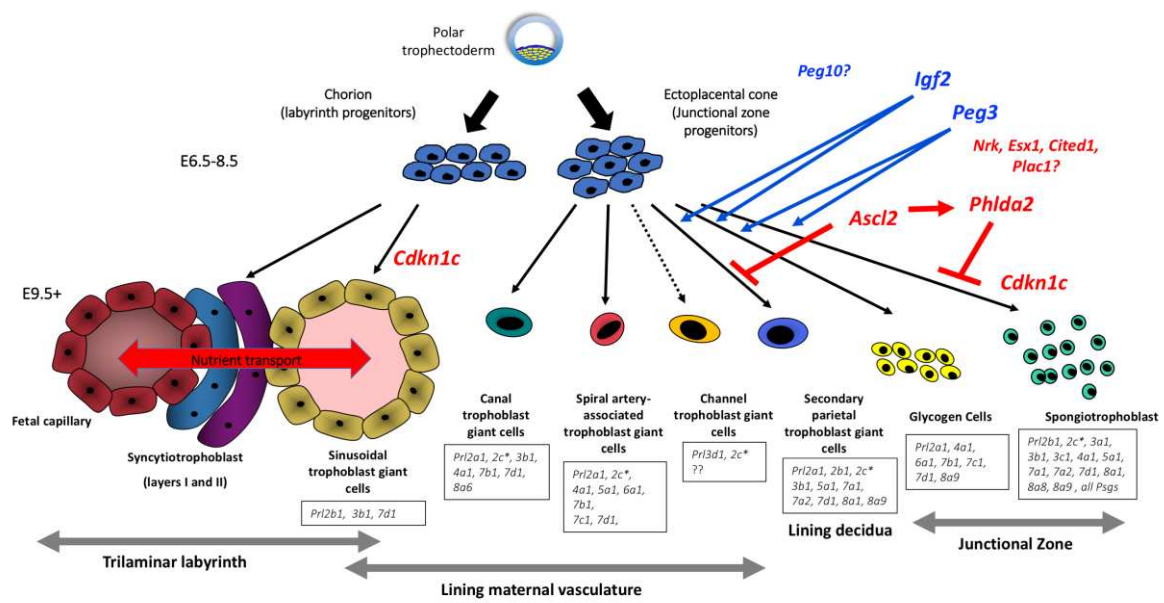 Polar
trophectoderm
Chorion
(labyrinth progenitors)
Ectoplacental cone
(Junctional zone
progenitors)
Peg10?
Igf2
Peg3
Nrk, Esx1, Cited1,
Plac1?
E6.5-8.5
Ascl2
Phlda2
Cdkn1c
Cdkn1c
E9.5+
Nutrient transport
Fetal capillary
Syncytiotrophoblast
(layers I and II)
Sinusoidal
trophoblast giant
cells
Prl2b1, 3b1, 7d1
Canal
trophoblast
giant cells
Prl2a1, 2c*, 3b1,
4a1, 7b1, 7d1,
8a6
Spiral artery-
associated
trophoblast giant
cells
Prl2a1, 2c*,
4a1, 5a1, 6a1,
7b1,
7c1, 7d1,
Channel
trophoblast giant
cells
Prl3d1, 2c*
??
Secondary
parietal
trophoblast giant
cells
Prl2a1, 2b1, 2c*
3b1, 5a1, 7a1,
7a2, 7d1, 8a1, 8a9
Glycogen Cells
Prl2a1, 4a1,
6a1, 7b1, 7c1,
7d1, 8a9
Spongiotrophoblast
Prl2b1, 2c*, 3a1,
3b1, 3c1, 4a1, 5a1,
7a1, 7a2, 7d1, 8a1,
8a8, 8a9 , all Psgs
Trilaminar labyrinth
Lining maternal vasculature
Lining decidua
Junctional Zone